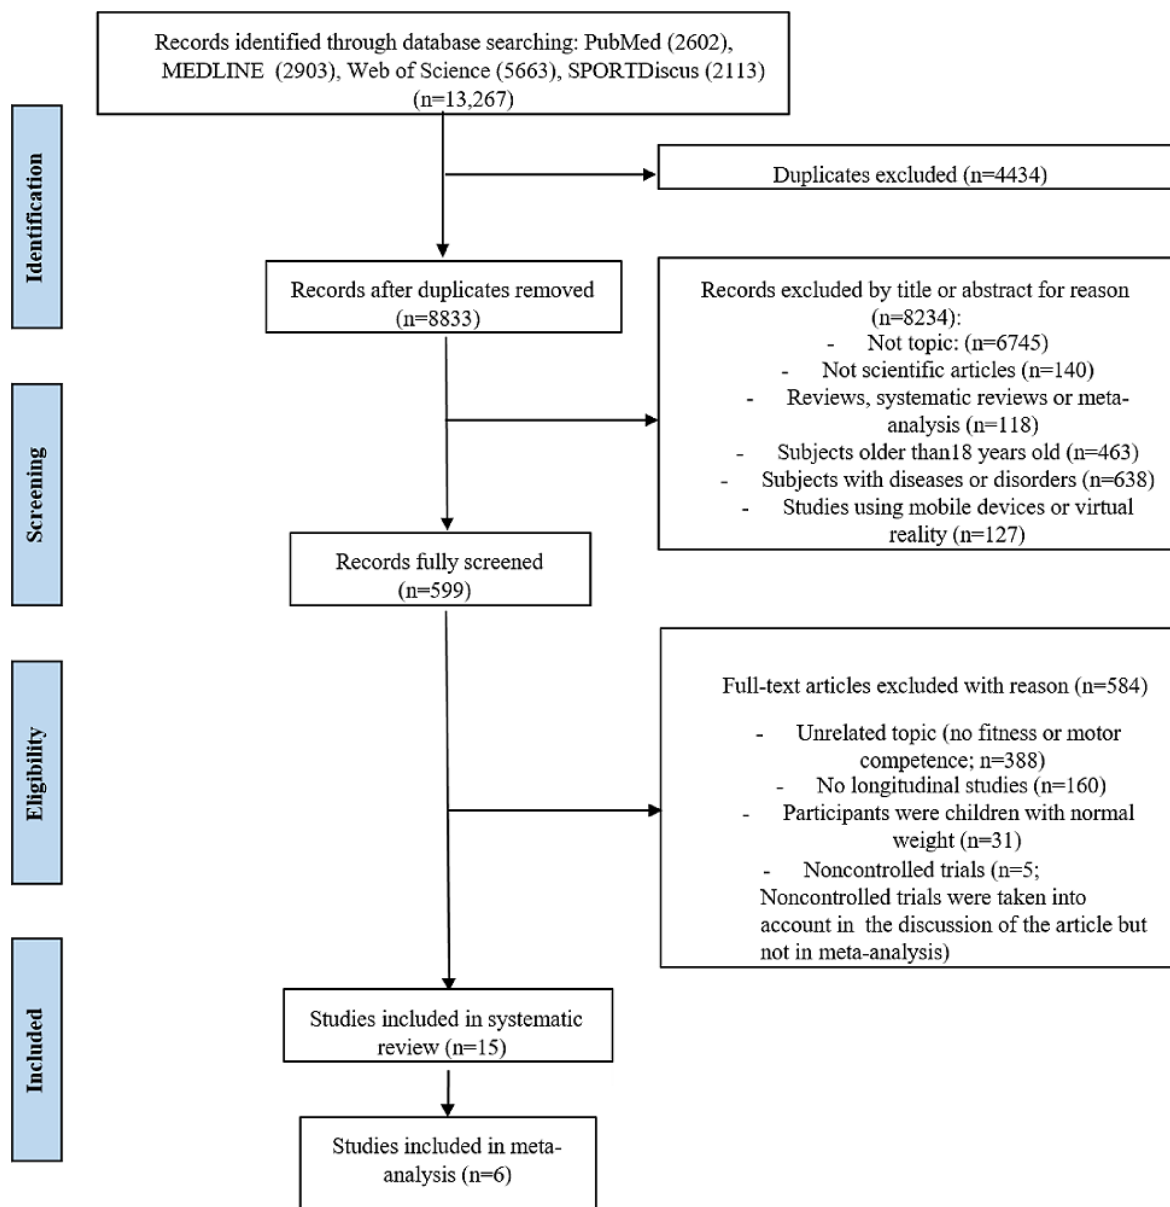 Records identified through database searching: PubMed (2602),
MEDLINE (2903), Web of Science (5663), SPORTDiscus (2113)
(n=13,267)
Identification
Duplicates excluded (n=4434)
Records after duplicates removed
(n=8833)
Records excluded by title or abstract for reason
(n=8234):
- Not topic: (n=6745)
- Not scientific articles (n=140)
- Reviews, systematic reviews or meta-
analysis (n=118)
- Subjects older than18 years old (n=463)
- Subjects with diseases or disorders (n=638)
- Studies using mobile devices or virtual
reality (n=127)
Screening
Records fully screened
(n=599)
Eligibility
Full-text articles excluded with reason (n=584)
- Unrelated topic (no fitness or motor
competence; n=388)
- No longitudinal studies (n=160)
- Participants were children with normal
weight (n=31)
- Noncontrolled trials (n=5;
Noncontrolled trials were taken into
account in the discussion of the article but
not in meta-analysis)
Included
Studies included in systematic
review (n=15)
Studies included in meta-
analysis (n=6)